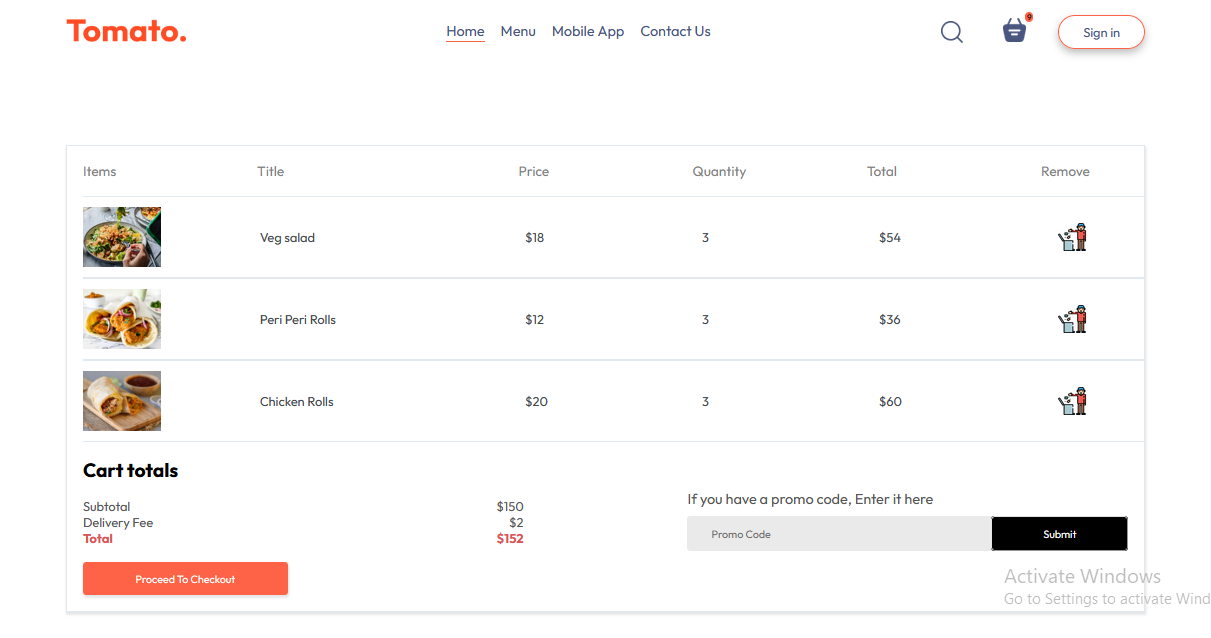 Tomato.
Home Menu Mobile App Contact Us
9
Sign in
Items Title Price Quantity Total Remove
Veg salad $18 3 $54
Peri Peri Rolls $12 3 $36
Chicken Rolls $20 3 $60
Cart totals
Subtotal $150
Delivery Fee $2
Total $152
Proceed To Checkout
If you have a promo code, Enter it here
Promo Code Submit
Activate Windows
Go to Settings to activate Wind